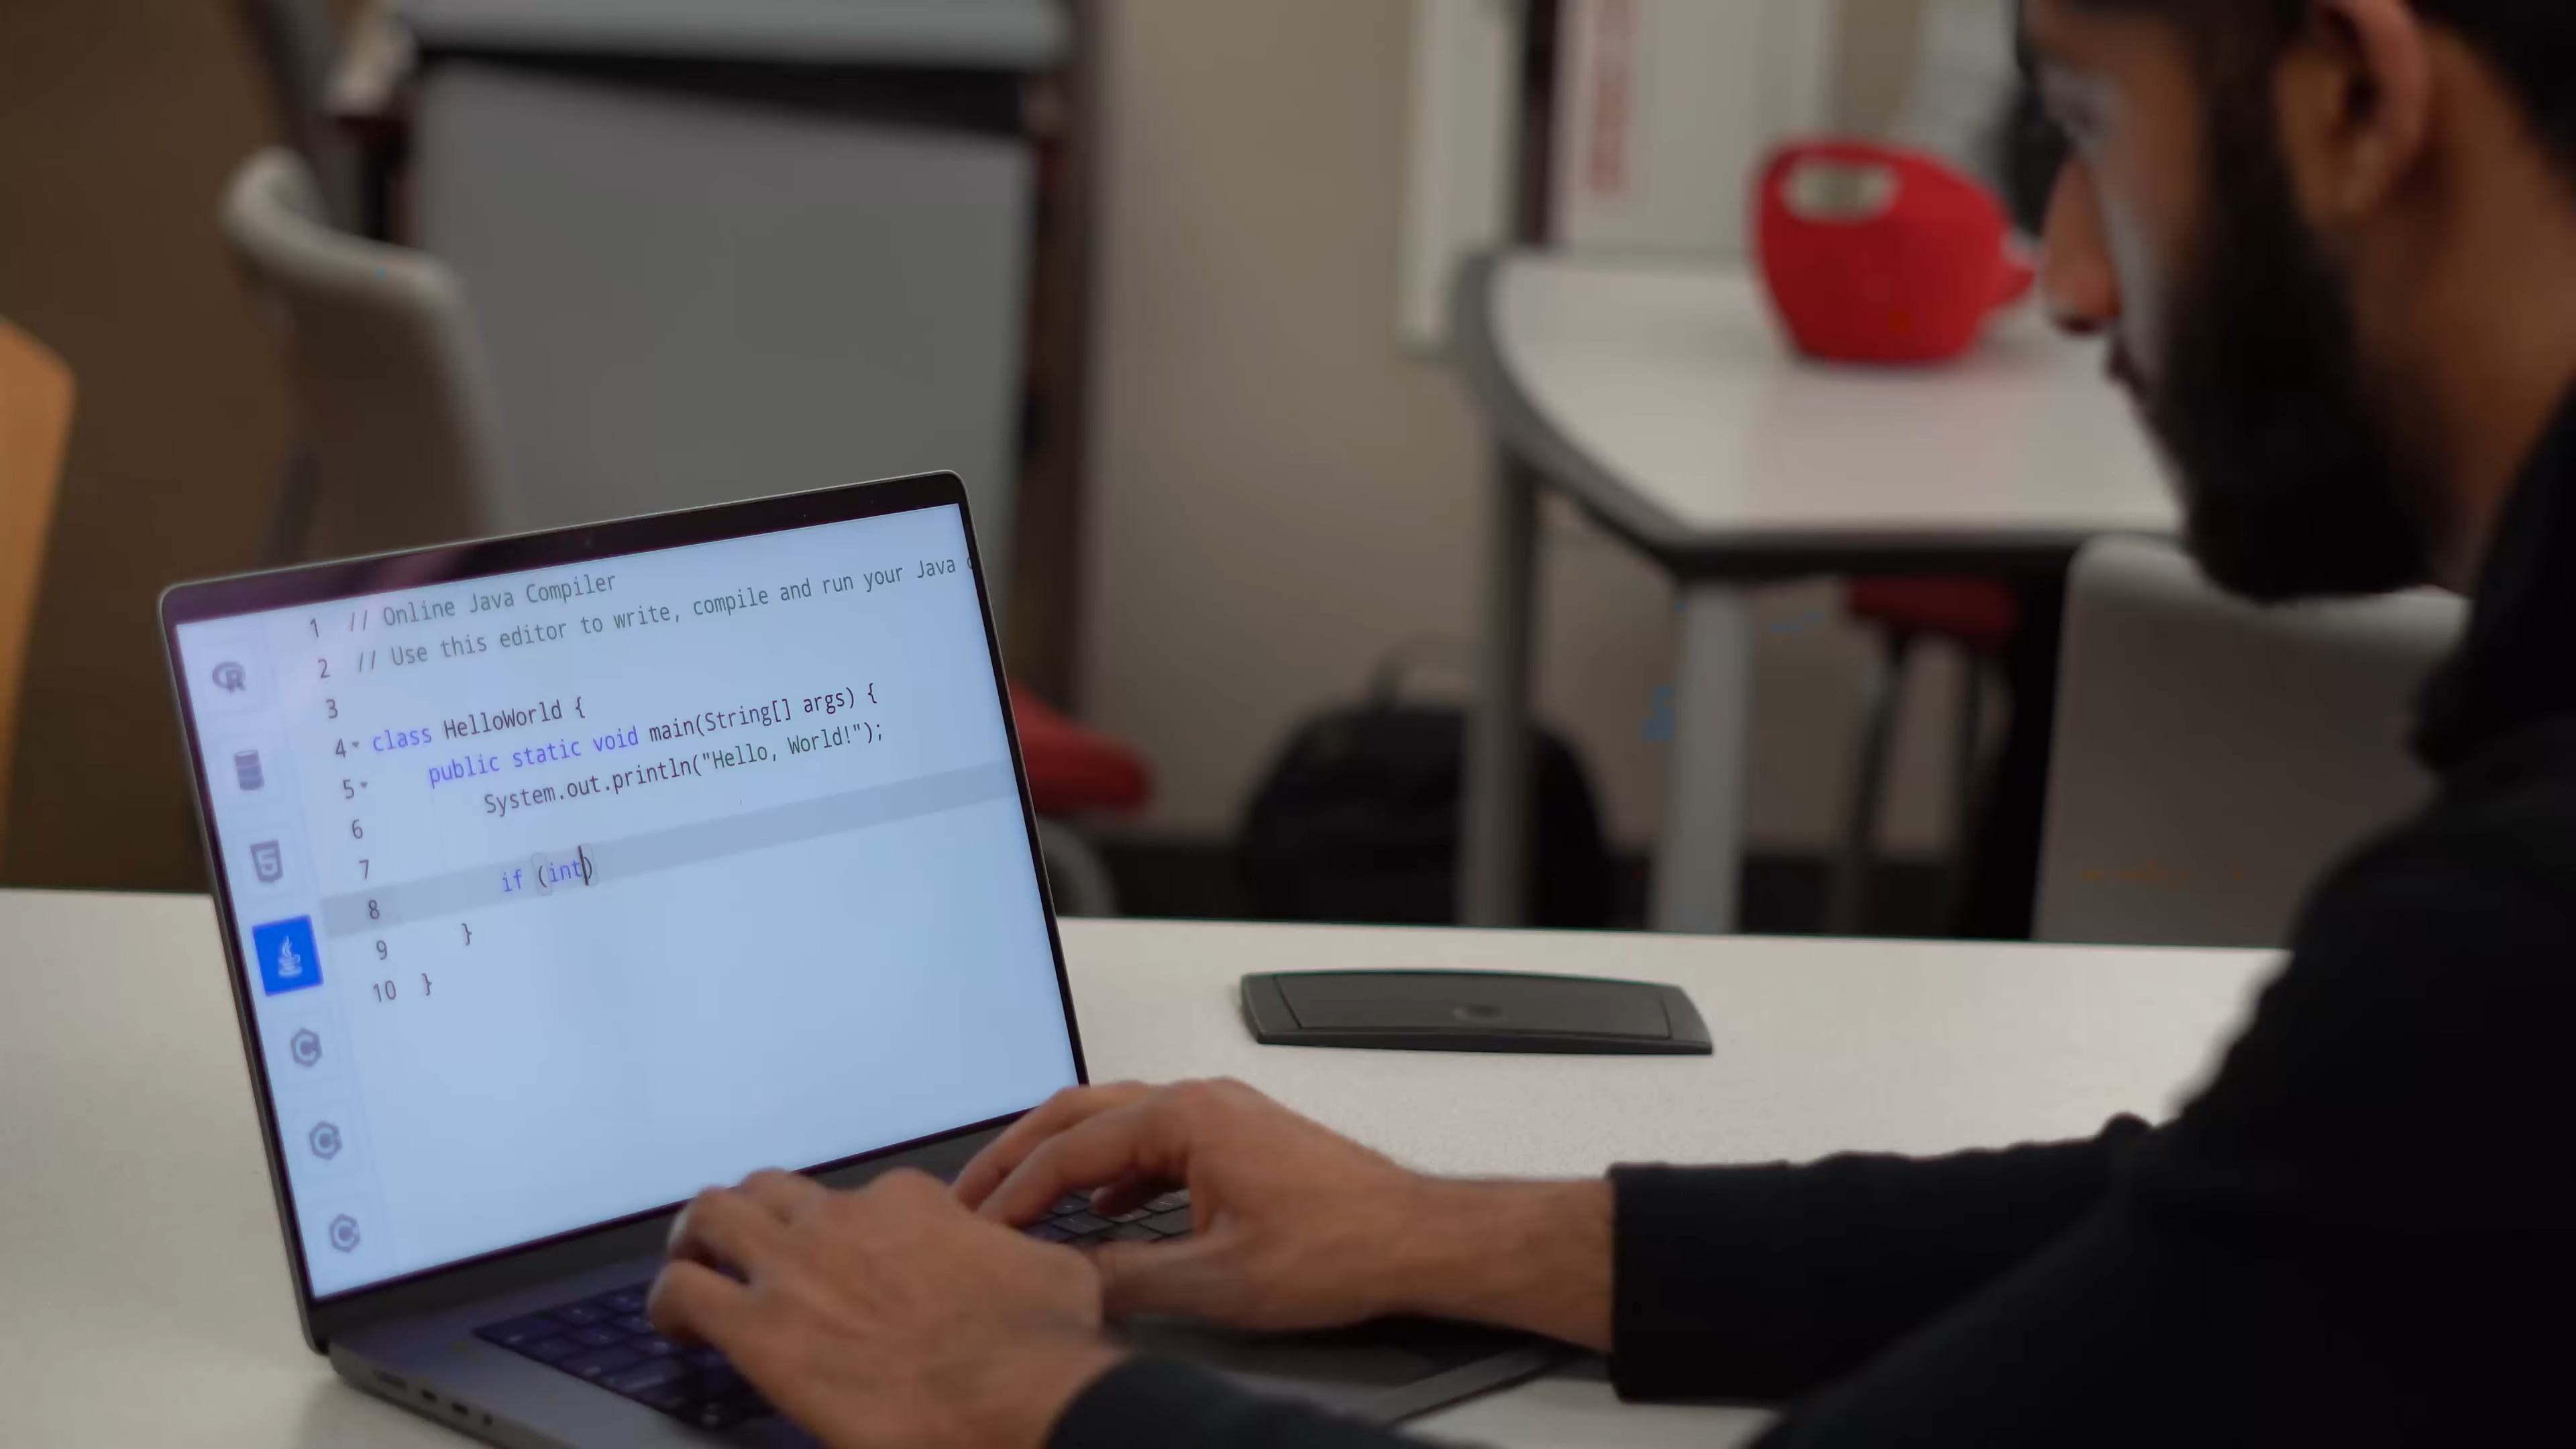 1 // Online Java Compiler
2 // Use this editor to write, compile and run your Java
3
4 class HelloWorld {
5 public static void main(String[] args) {
6 System.out.println("Hello, World!");
7
8 if (int)
9 }
10 }